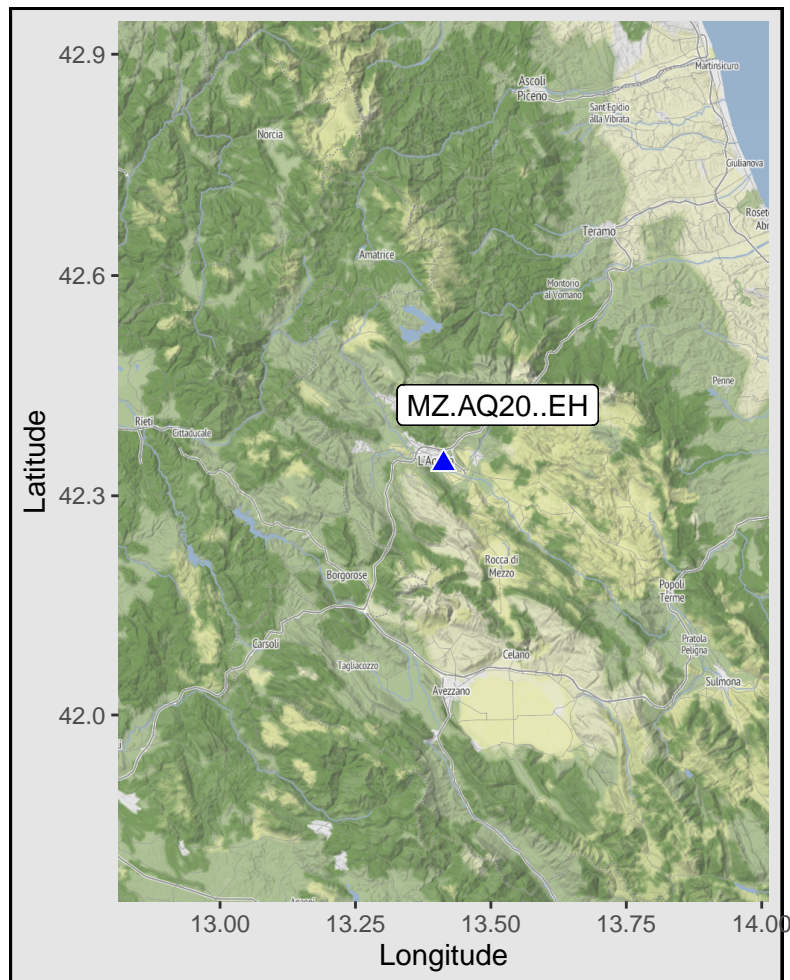 42.9
42.6
42.3
42.0
Latitude
Martinsicuro
Ascoli
Piceno
Sant'Egidio
alla Vibrata
Norcia
Giulianova
Teramo
Amatrice
Montorio
al Vomano
Penne
MZ.AQ20..EH
Rieti
Cittaducale
Rocca di
Mezzo
Borgorose
Popoli
Terme
Carsoli
Pratola
Peligna
Celano
Tagliacozzo
Sulmona
Avezzano
13.00
13.25
13.50
13.75
14.00
Longitude